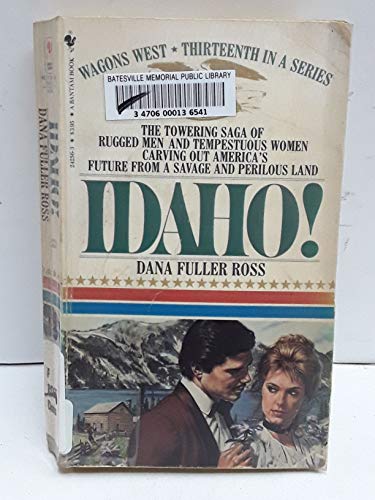 WAGONS WEST ★ THIRTEENTH IN A SERIES
BATESVILLE MEMORIAL PUBLIC LIBRARY
3 4706 00013 6541
THE TOWERING SAGA OF
RUGGED MEN AND TEMPESTUOUS WOMEN
CARVING OUT AMERICA'S
FUTURE FROM A SAVAGE AND PERILOUS LAND
IDAHO!
DANA FULLER ROSS
IDAHO!
DANA FULLER ROSS
A BANTAM BOOK